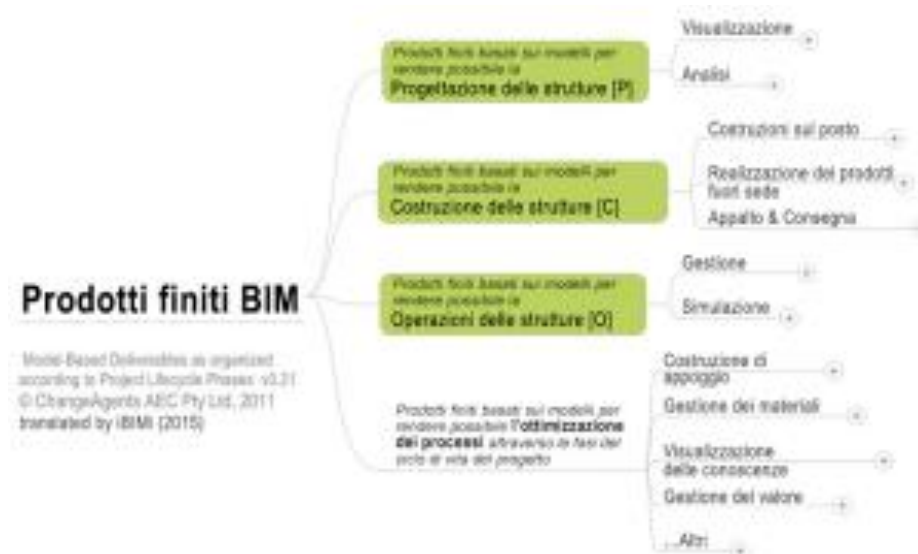 Prodotti finiti BIM
Model-Based Deliverables as organized
according to Project Lifecycle Phases v3.21
© ChangeAgents AEC Pty Ltd, 2011
translated by iBIMi (2015)
Prodotti finiti basati sui modelli per
rendere possibile la
Progettazione delle strutture [P]
Visualizzazione
Analisi
Prodotti finiti basati sui modelli per
rendere possibile la
Costruzione delle strutture [C]
Costruzioni sul posto
Realizzazione dei prodotti
fuori sede
Appalto & Consegna
Prodotti finiti basati sui modelli per
rendere possibile la
Operazioni delle strutture [O]
Gestione
Simulazione
Prodotti finiti basati sui modelli per
rendere possibile l'ottimizzazione
dei processi attraverso le fasi del
ciclo di vita del progetto
Costruzione di
appoggio
Gestione dei materiali
Visualizzazione
delle conoscenze
Gestione del valore
...Altri